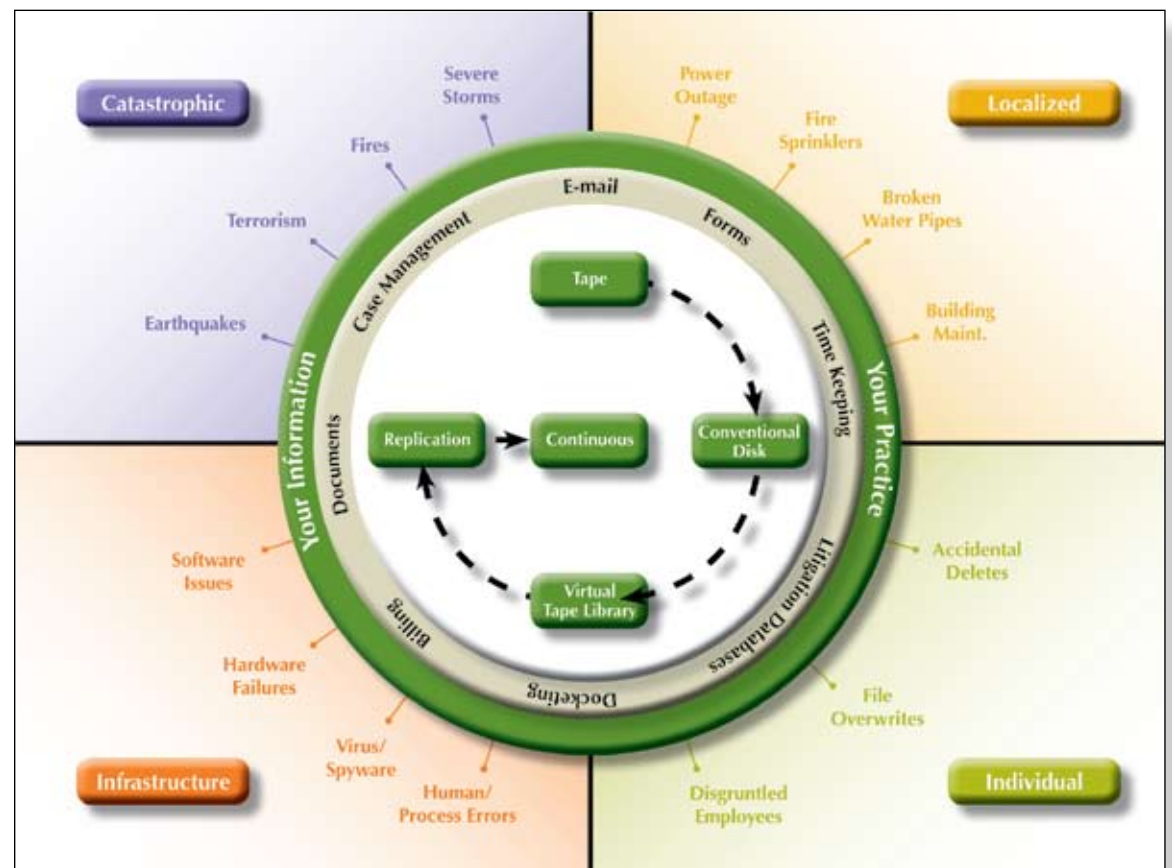 Catastrophic
Severe
Storms
Fires
Terrorism
Earthquakes
Localized
Power
Outage
Fire
Sprinklers
Broken
Water Pipes
Building
Maint.
Your Information
Your Practice
E-mail
Forms
Time Keeping
Litigation Databases
Docketing
Billing
Documents
Case Management
Tape
Conventional
Disk
Virtual
Tape Library
Replication
Continuous
Software
Issues
Hardware
Failures
Virus/
Spyware
Human/
Process Errors
Infrastructure
Accidental
Deletes
File
Overwrites
Disgruntled
Employees
Individual